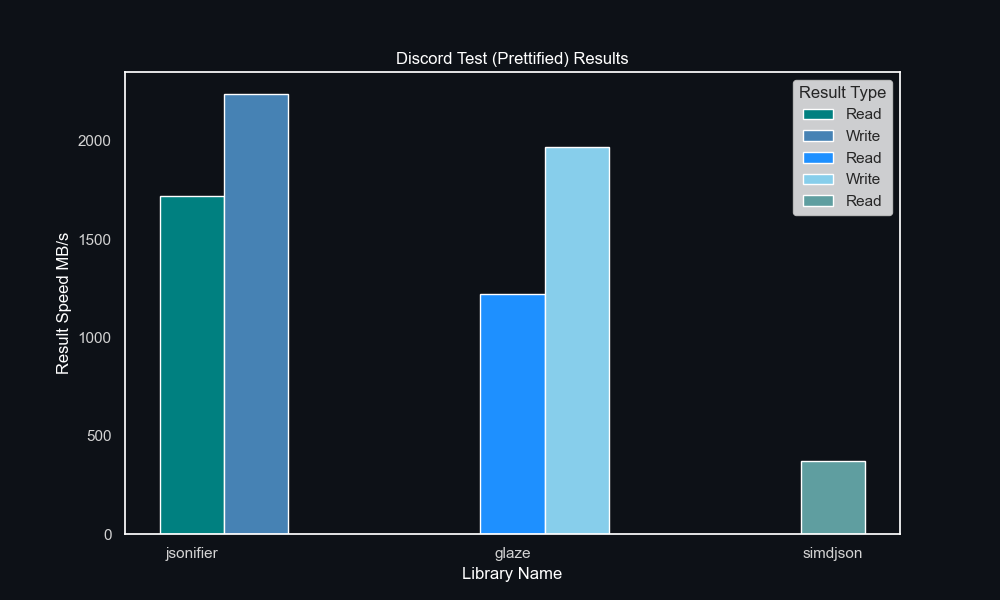 Discord Test (Prettified) Results
Result Type
Read
Write
Read
Write
Read
Result Speed MB/s
2000
1500
1000
500
0
jsonifier
glaze
simdjson
Library Name